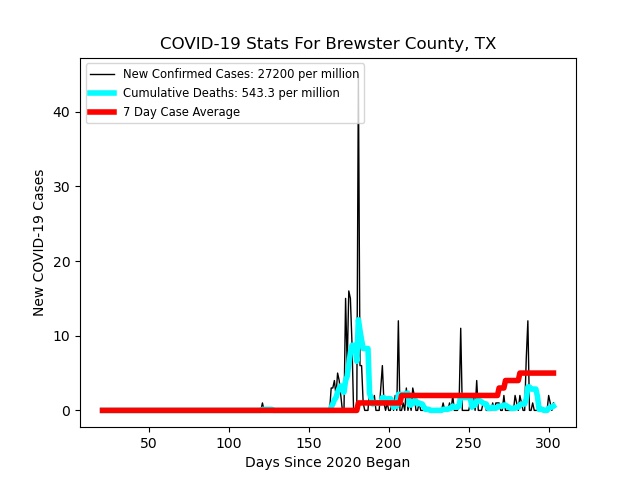 COVID-19 Stats For Brewster County, TX
New Confirmed Cases: 27200 per million
Cumulative Deaths: 543.3 per million
7 Day Case Average
New COVID-19 Cases
40
30
20
10
0
50 100 150 200 250 300
Days Since 2020 Began